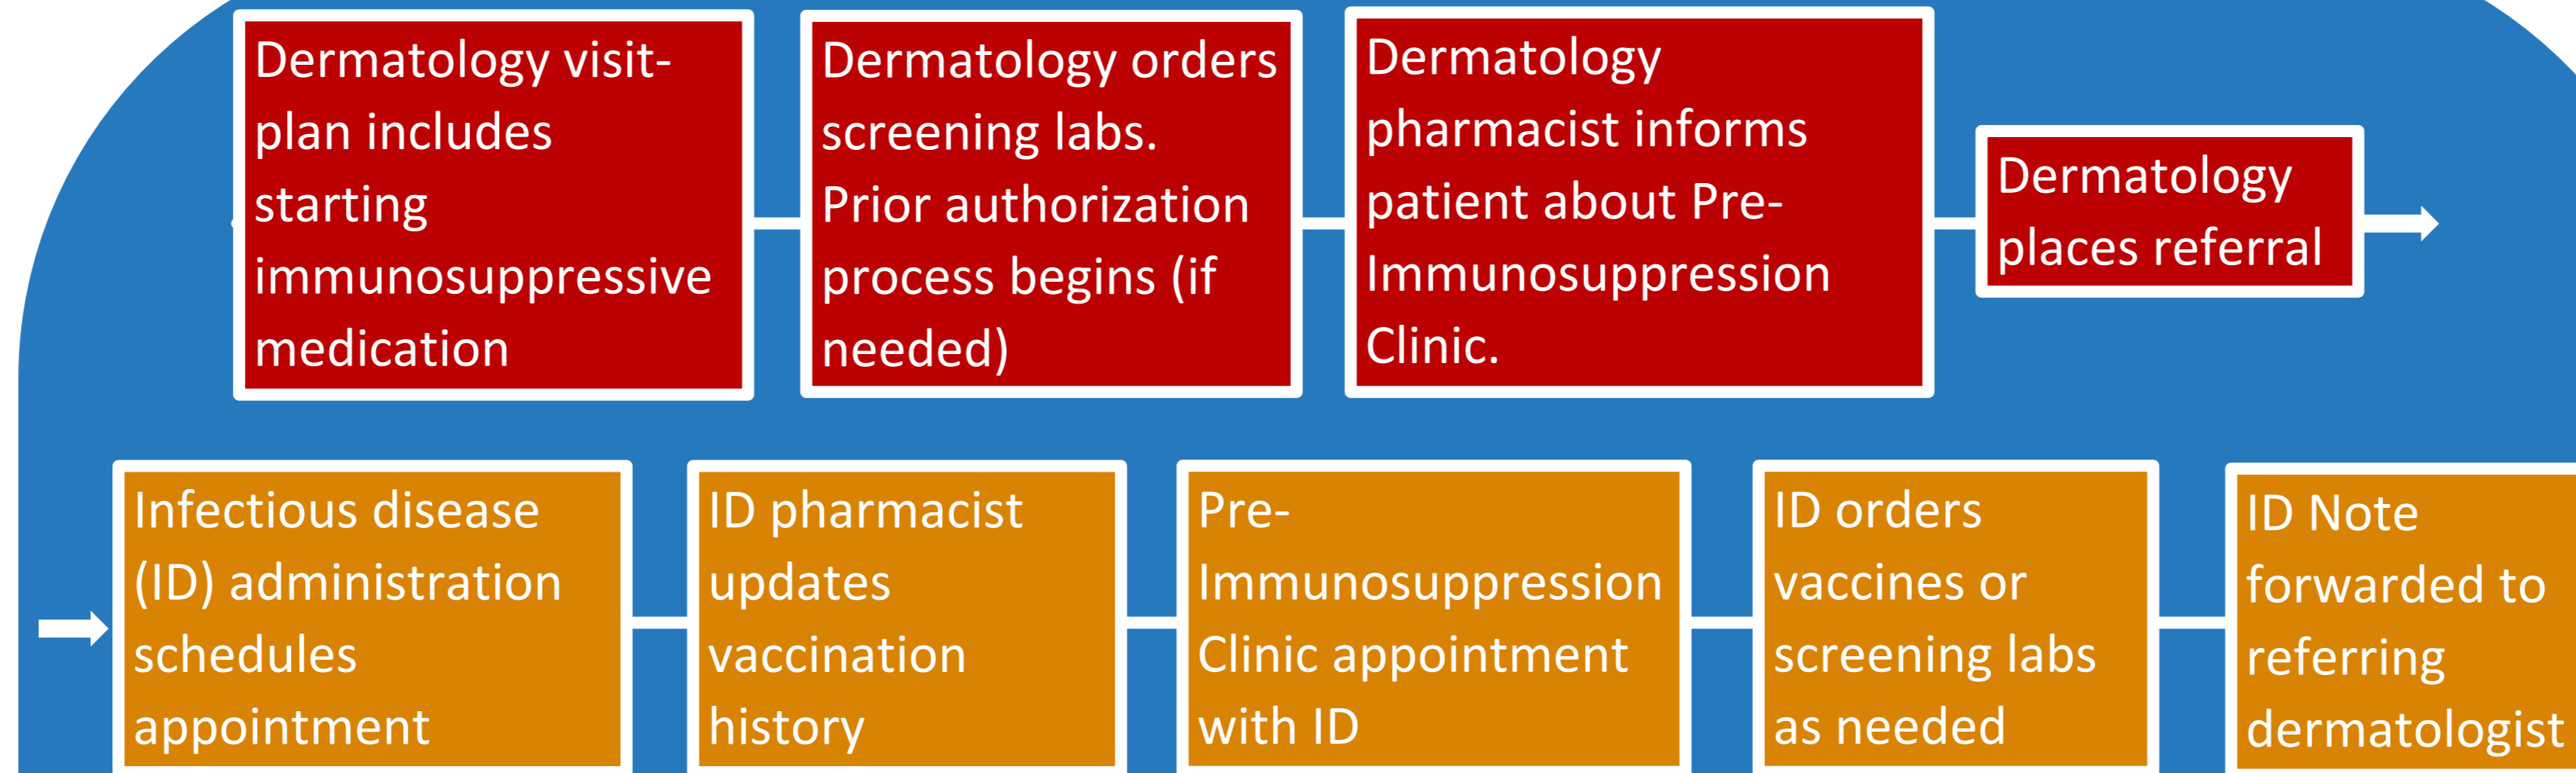 Dermatology visit-
plan includes
starting
immunosuppressive
medication
Dermatology orders
screening labs.
Prior authorization
process begins (if
needed)
Dermatology
pharmacist informs
patient about Pre-
Immunosuppression
Clinic.
Dermatology
places referral
Infectious disease
(ID) administration
schedules
appointment
ID pharmacist
updates
vaccination
history
Pre-
Immunosuppression
Clinic appointment
with ID
ID orders
vaccines or
screening labs
as needed
ID Note
forwarded to
referring
dermatologist